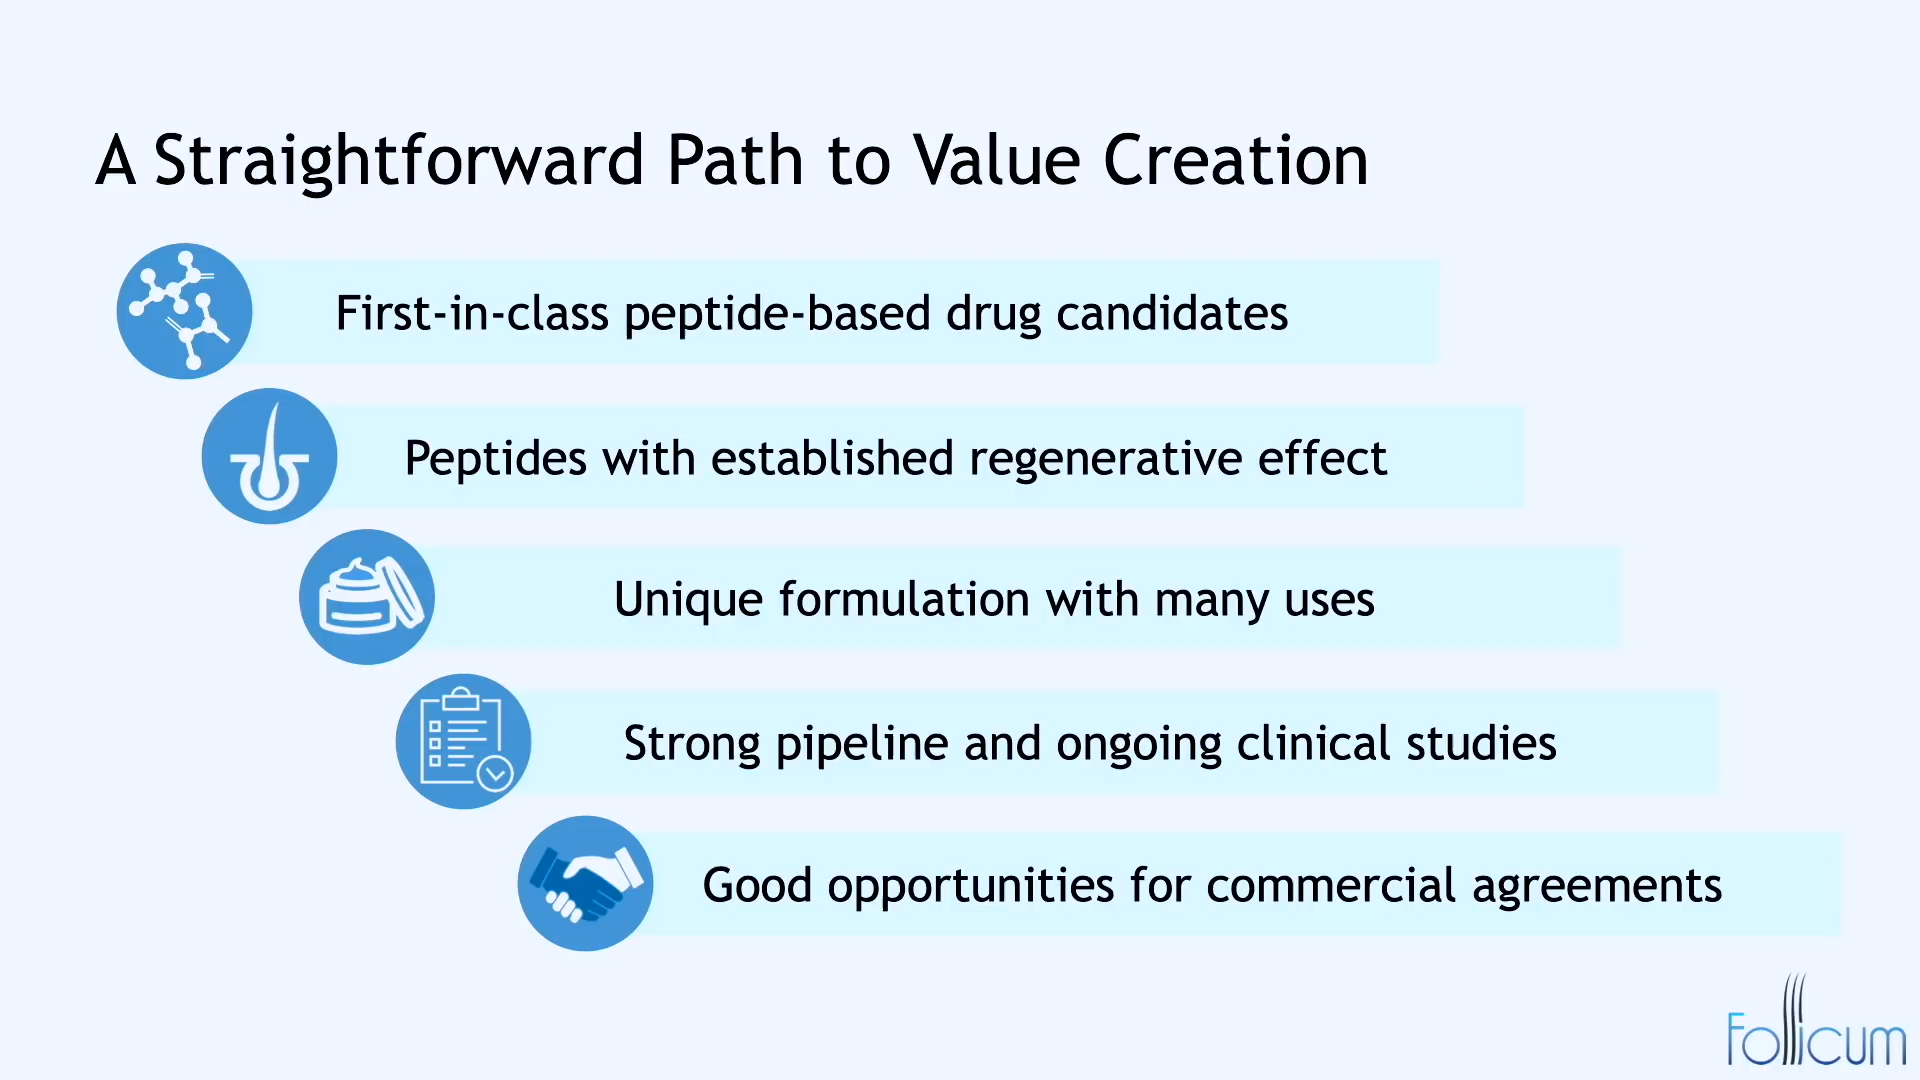 A Straightforward Path to Value Creation
First-in-class peptide-based drug candidates
Peptides with established regenerative effect
Unique formulation with many uses
Strong pipeline and ongoing clinical studies
Good opportunities for commercial agreements
Follicum